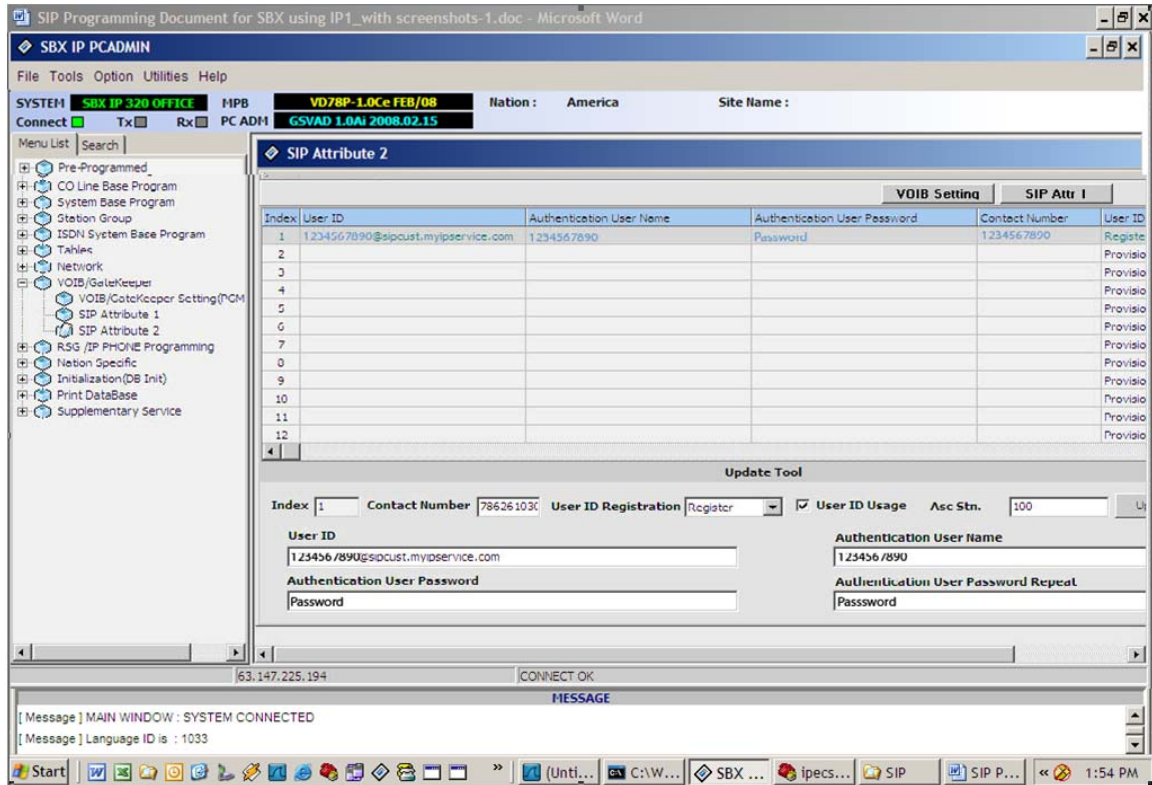 SIP Programming Document for SBX using IP1_with screenshots-1.doc - Microsoft Word
SBX IP PCADMIN
File Tools Option Utilities Help
SYSTEM SBX IP 320 OFFICE MPB VD78P-1.0Ce FEB/08 Nation : America Site Name :
Connect Tx Rx PC ADM GSVAD 1.0Ai 2008.02.15
Menu List Search
SIP Attribute 2
Pre-Programmed
CO Line Base Program
System Base Program
Station Group
ISDN System Base Program
Tables
Network
VOIB/GateKeeper
VOIB/GateKeeper Setting(PGM
SIP Attribute 1
SIP Attribute 2
RSG /IP PHONE Programming
Nation Specific
Initialization(DB Init)
Print DataBase
Supplementary Service
VOIB Setting SIP Attr 1
Index User ID Authentication User Name Authentication User Password Contact Number User ID
1 1234567890@sipcust.myipservice.com 1234567890 Password 1234567890 Registe
2 Provisio
3 Provisio
4 Provisio
5 Provisio
6 Provisio
7 Provisio
8 Provisio
9 Provisio
10 Provisio
11 Provisio
12 Provisio
Update Tool
Index 1 Contact Number 786261030 User ID Registration Register User ID Usage Asc Stn. 100 Up
User ID Authentication User Name
1234567890@sipcust.myipservice.com 1234567890
Authentication User Password Authentication User Password Repeat
Password Passsword
63.147.225.194 CONNECT OK
MESSAGE
[ Message ] MAIN WINDOW : SYSTEM CONNECTED
[ Message ] Language ID is : 1033
Start » (Unti... C:\W... SBX ... ipecs... SIP SIP P... « 1:54 PM